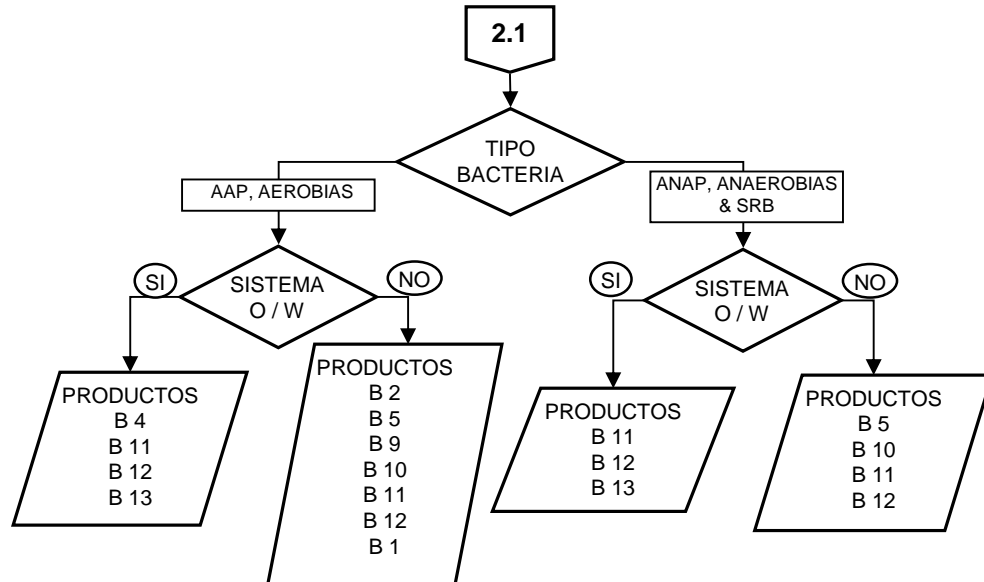 2.1
TIPO
BACTERIA
AAP, AEROBIAS
ANAP, ANAEROBIAS
& SRB
SI
SISTEMA
O / W
NO
SI
SISTEMA
O / W
NO
PRODUCTOS
B 4
B 11
B 12
B 13
PRODUCTOS
B 2
B 5
B 9
B 10
B 11
B 12
B 1
PRODUCTOS
B 11
B 12
B 13
PRODUCTOS
B 5
B 10
B 11
B 12